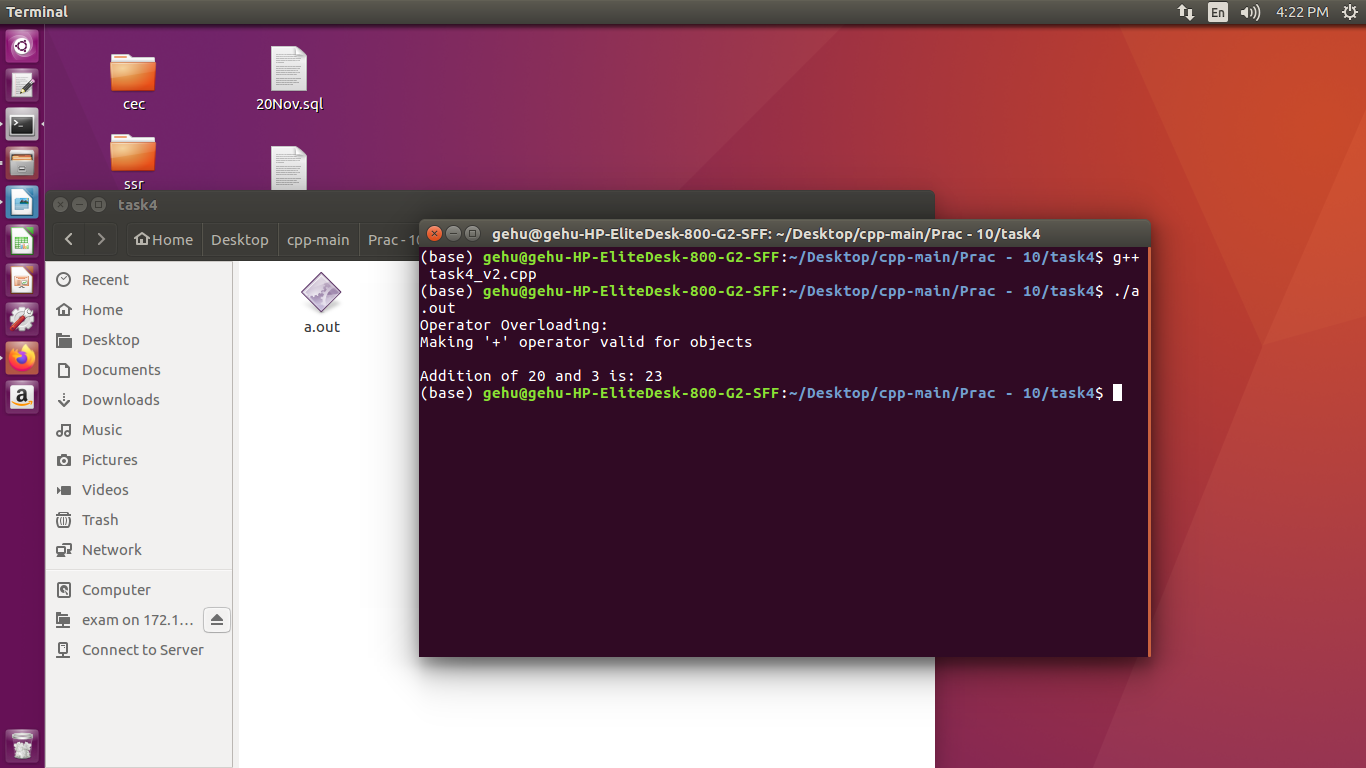 Terminal
En
4:22 PM
cec
20Nov.sql
ssr
task4
Home
Desktop
cpp-main
Prac - 10
Recent
Home
Desktop
Documents
Downloads
Music
Pictures
Videos
Trash
Network
Computer
exam on 172.1…
Connect to Server
a.out
gehu@gehu-HP-EliteDesk-800-G2-SFF: ~/Desktop/cpp-main/Prac - 10/task4
(base) gehu@gehu-HP-EliteDesk-800-G2-SFF:~/Desktop/cpp-main/Prac - 10/task4$ g++
 task4_v2.cpp
(base) gehu@gehu-HP-EliteDesk-800-G2-SFF:~/Desktop/cpp-main/Prac - 10/task4$ ./a
.out
Operator Overloading:
Making '+' operator valid for objects
Addition of 20 and 3 is: 23
(base) gehu@gehu-HP-EliteDesk-800-G2-SFF:~/Desktop/cpp-main/Prac - 10/task4$